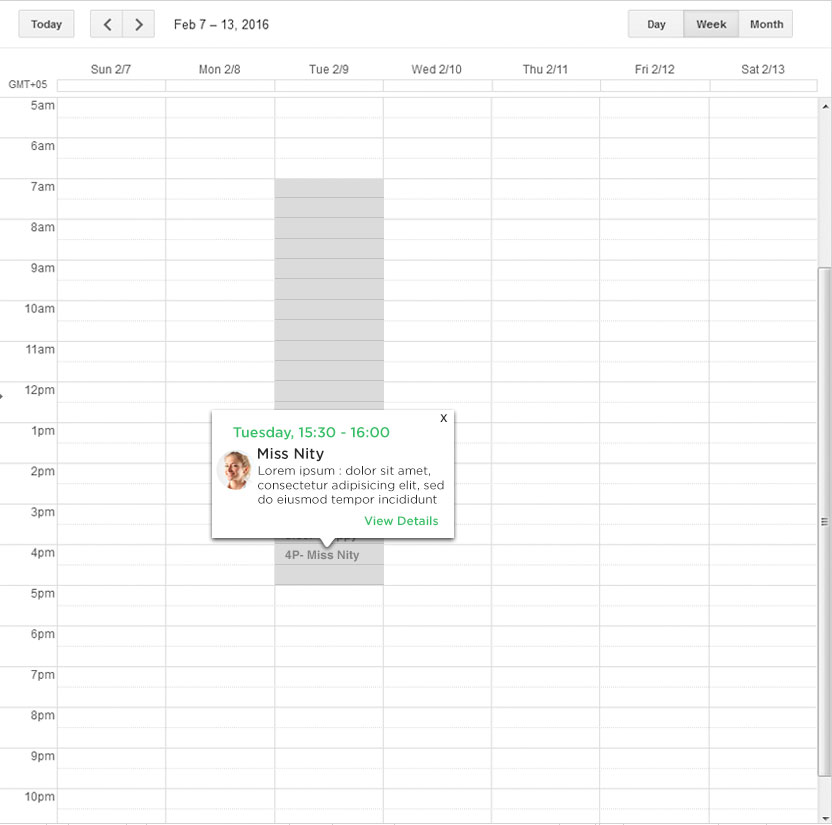 Today
Feb 7 – 13, 2016
Day Week Month
Sun 2/7 Mon 2/8 Tue 2/9 Wed 2/10 Thu 2/11 Fri 2/12 Sat 2/13
GMT+05
5am
6am
7am
8am
9am
10am
11am
12pm
1pm
2pm
3pm
4pm
5pm
6pm
7pm
8pm
9pm
10pm
X
Tuesday, 15:30 - 16:00
Miss Nity
Lorem ipsum : dolor sit amet,
consectetur adipisicing elit, sed
do eiusmod tempor incididunt
View Details
4P- Miss Nity